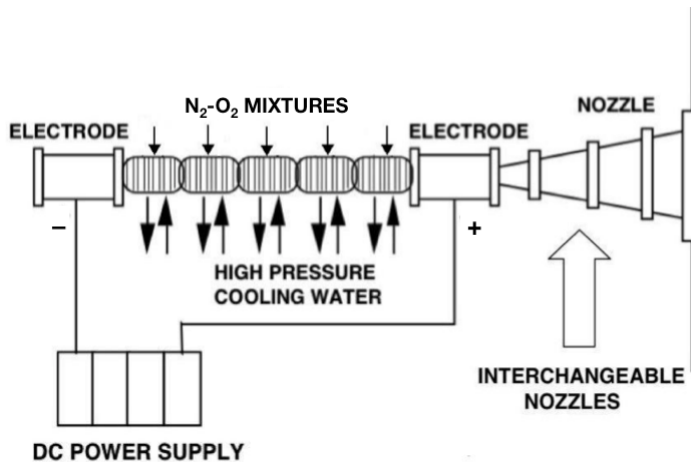 N₂-O₂ MIXTURES
NOZZLE
ELECTRODE
ELECTRODE
–
+
HIGH PRESSURE
COOLING WATER
INTERCHANGEABLE
NOZZLES
DC POWER SUPPLY